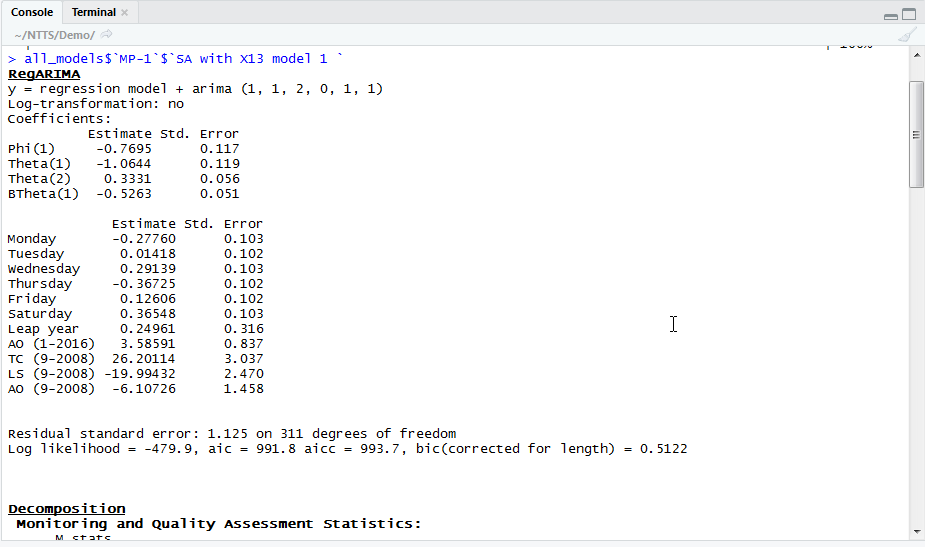 Console Terminal ×
~/NTTS/Demo/
> all_models$`MP-1`$`SA with X13 model 1 `
RegARIMA
y = regression model + arima (1, 1, 2, 0, 1, 1)
Log-transformation: no
Coefficients:
Estimate Std. Error
Phi(1) -0.7695 0.117
Theta(1) -1.0644 0.119
Theta(2) 0.3331 0.056
BTheta(1) -0.5263 0.051
Estimate Std. Error
Monday -0.27760 0.103
Tuesday 0.01418 0.102
Wednesday 0.29139 0.103
Thursday -0.36725 0.102
Friday 0.12606 0.102
Saturday 0.36548 0.103
Leap year 0.24961 0.316
AO (1-2016) 3.58591 0.837
TC (9-2008) 26.20114 3.037
LS (9-2008) -19.99432 2.470
AO (9-2008) -6.10726 1.458
Residual standard error: 1.125 on 311 degrees of freedom
Log likelihood = -479.9, aic = 991.8 aicc = 993.7, bic(corrected for length) = 0.5122
Decomposition
Monitoring and Quality Assessment Statistics:
M stats